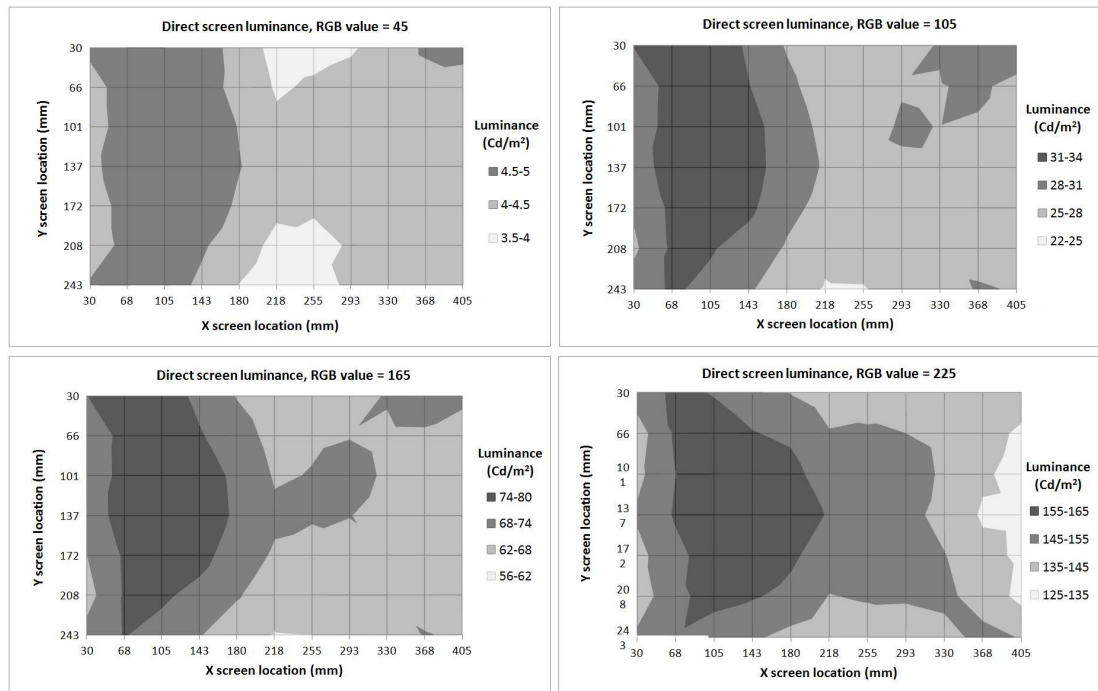 Direct screen luminance, RGB value = 45
30
66
101
137
172
208
243
Y screen location (mm)
30 68 105 143 180 218 255 293 330 368 405
X screen location (mm)
Luminance
(Cd/m²)
4.5-5
4-4.5
3.5-4
Direct screen luminance, RGB value = 105
30
66
101
137
172
208
243
Y screen location (mm)
30 68 105 143 180 218 255 293 330 368 405
X screen location (mm)
Luminance
(Cd/m²)
31-34
28-31
25-28
22-25
Direct screen luminance, RGB value = 165
30
66
101
137
172
208
243
Y screen location (mm)
30 68 105 143 180 218 255 293 330 368 405
X screen location (mm)
Luminance
(Cd/m²)
74-80
68-74
62-68
56-62
Direct screen luminance, RGB value = 225
30
66
10
1
13
7
17
2
20
8
24
3
Y screen location (mm)
30 68 105 143 180 218 255 293 330 368 405
X screen location (mm)
Luminance
(Cd/m²)
155-165
145-155
135-145
125-135